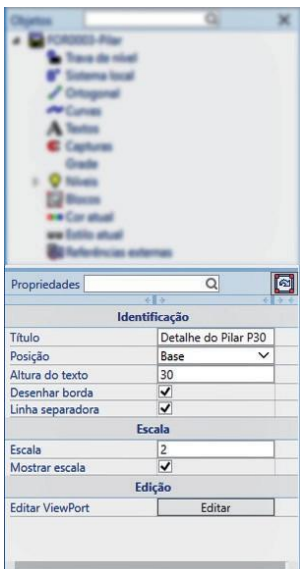 Objetos
FOR0003-Pilar
Trava de nível
Sistema local
Ortogonal
Curvas
Textos
Capturas
Grade
Níveis
Blocos
Cor atual
Estilo atual
Referências externas
Propriedades
Identificação
Título Detalhe do Pilar P30
Posição Base
Altura do texto 30
Desenhar borda
Linha separadora
Escala
Escala 2
Mostrar escala
Edição
Editar ViewPort Editar